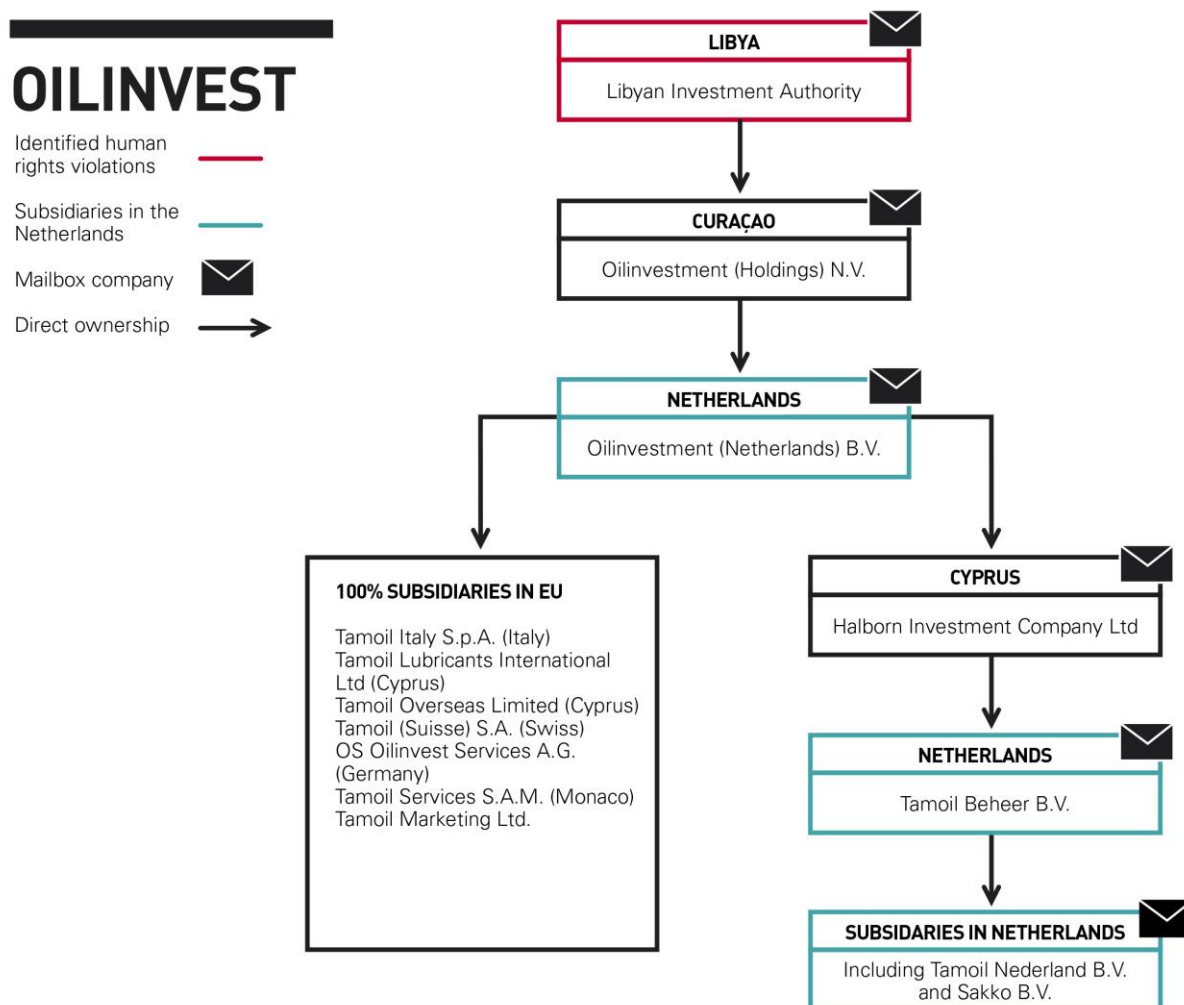 OILINVEST
Identified human
rights violations
Subsidiaries in the
Netherlands
Mailbox company
Direct ownership
LIBYA
Libyan Investment Authority
CURAÇAO
Oilinvestment (Holdings) N.V.
NETHERLANDS
Oilinvestment (Netherlands) B.V.
100% SUBSIDIARIES IN EU
Tamoil Italy S.p.A. (Italy)
Tamoil Lubricants International
Ltd (Cyprus)
Tamoil Overseas Limited (Cyprus)
Tamoil (Suisse) S.A. (Swiss)
OS Oilinvest Services A.G.
(Germany)
Tamoil Services S.A.M. (Monaco)
Tamoil Marketing Ltd.
CYPRUS
Halborn Investment Company Ltd
NETHERLANDS
Tamoil Beheer B.V.
SUBSIDARIES IN NETHERLANDS
Including Tamoil Nederland B.V.
and Sakko B.V.